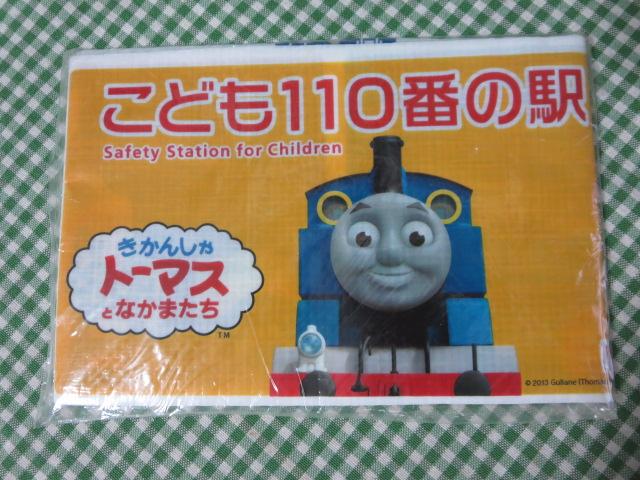 こども110番の駅
Safety Station for Children
きかんしゃ
トーマス
となかまたち
TM
© 2013 Gullane (Thomas